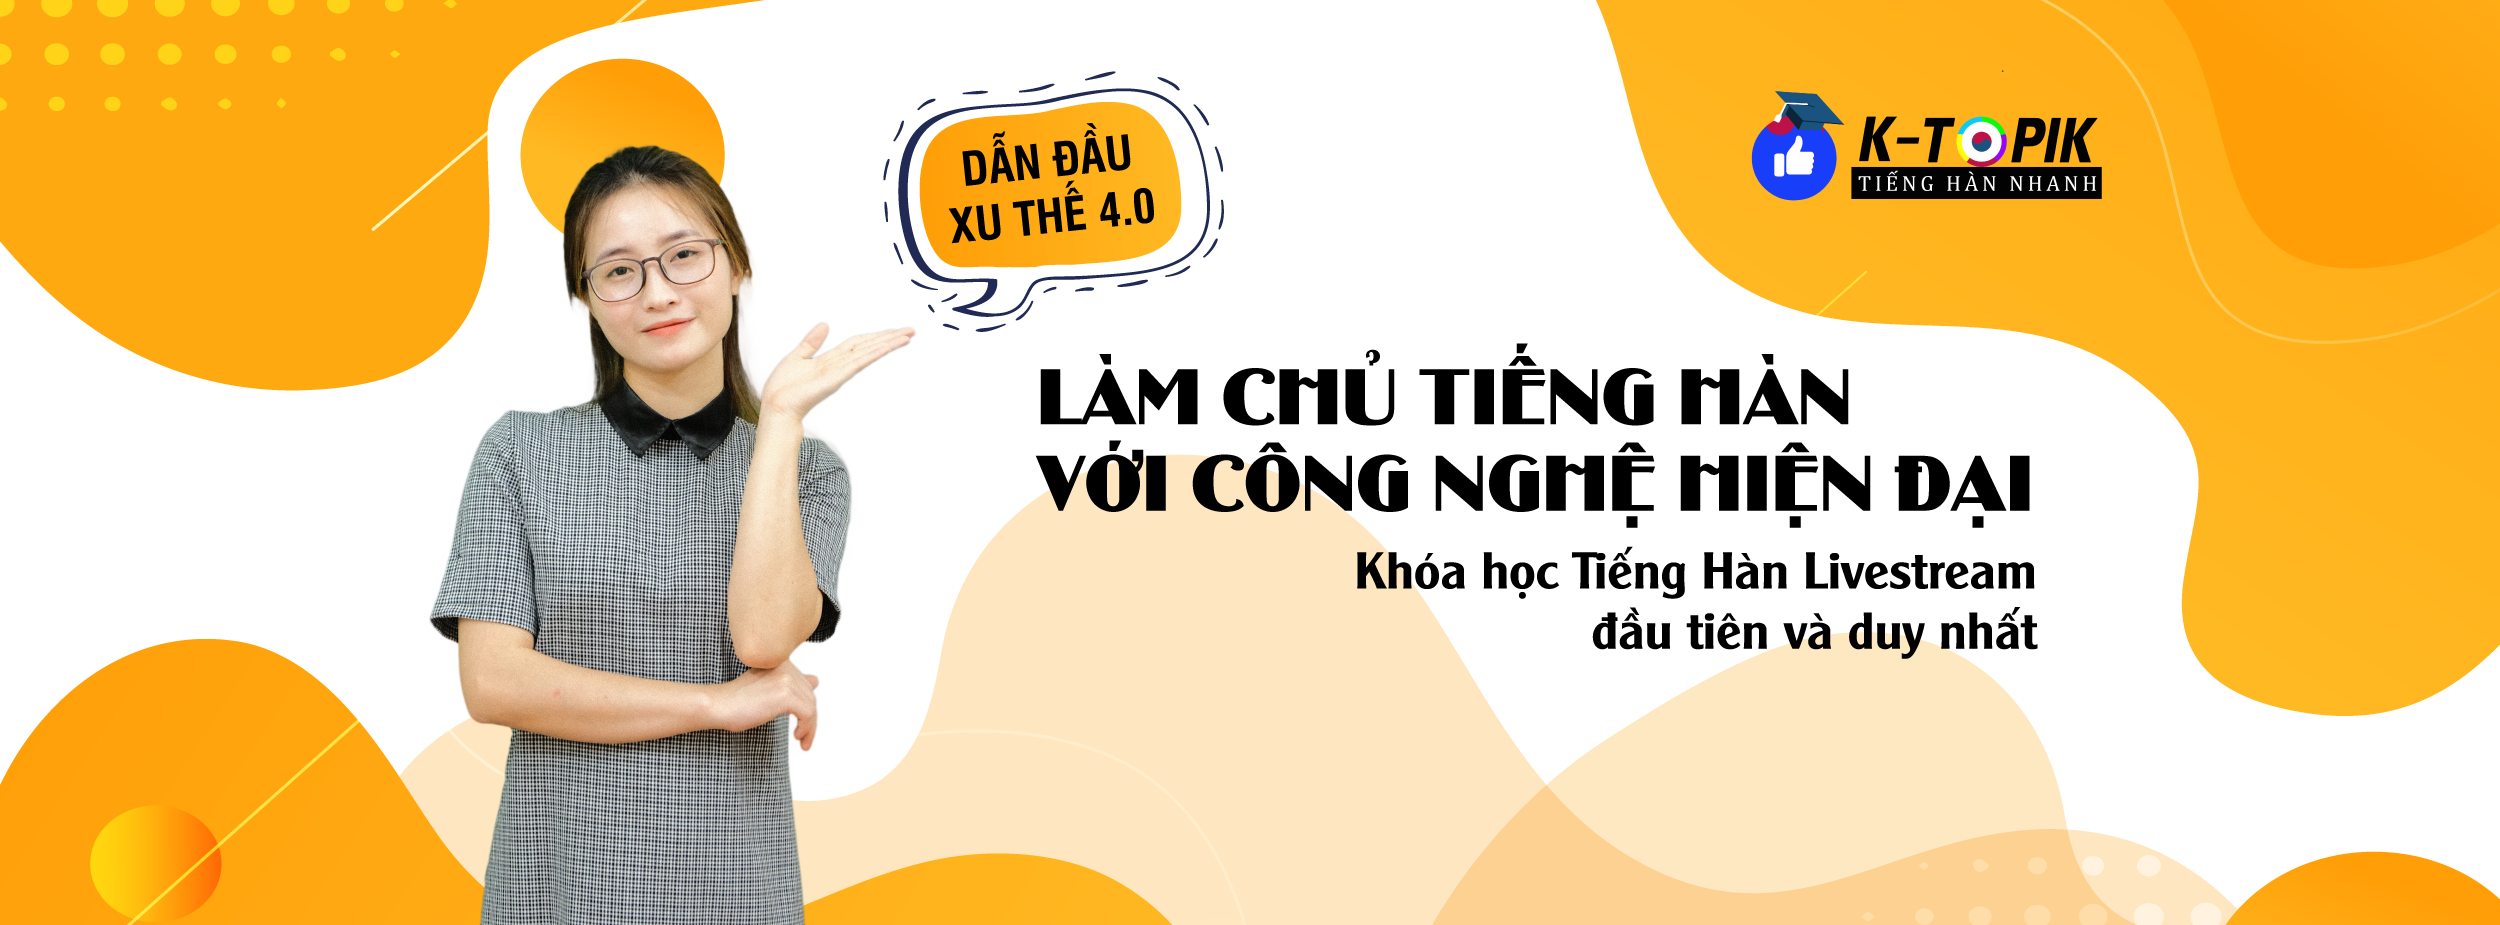 DẪN ĐẦU
XU THẾ 4.0
K-TOPIK
TIẾNG HÀN NHANH
LÀM CHỦ TIẾNG HÀN
VỚI CÔNG NGHỆ HIỆN ĐẠI
Khóa học Tiếng Hàn Livestream
đầu tiên và duy nhất